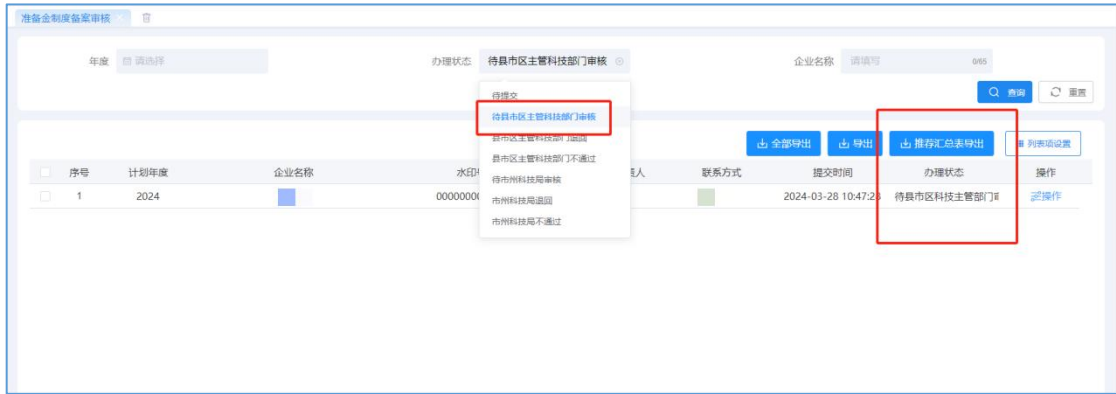 准备金制度备案审核
年度 请选择 办理状态 待县市区主管科技部门审核 企业名称 请填写 0/65
待提交 查询 重置
待县市区主管科技部门审核
县市区主管科技部门退回
全部导出 导出 推荐汇总表导出 列表项设置
县市区主管科技部门不通过
序号 计划年度 企业名称 水印 人 联系方式 提交时间 办理状态 操作
待市州科技局审核
1 2024 0000000 2024-03-28 10:47:23 待县市区科技主管部门 操作
市州科技局退回
市州科技局不通过